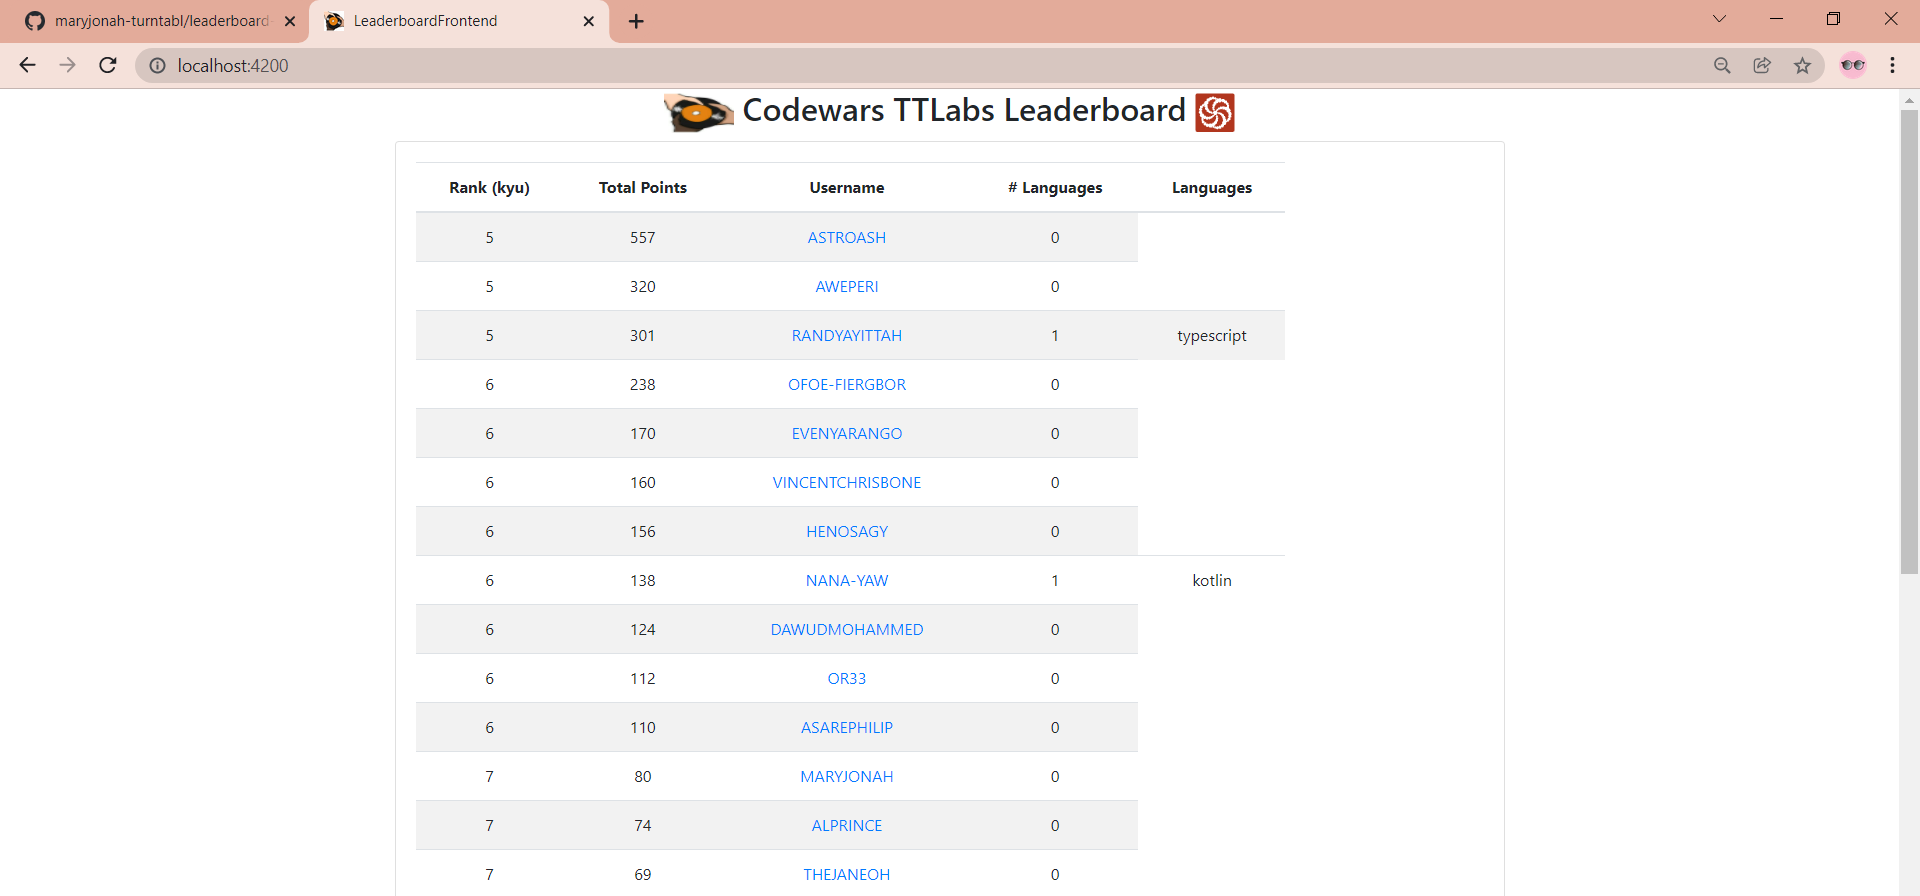 maryjonah-turntabl/leaderboard-
LeaderboardFrontend
localhost:4200
Codewars TTLabs Leaderboard
Rank (kyu) Total Points Username # Languages Languages
5 557 ASTROASH 0
5 320 AWEPERI 0
5 301 RANDYAYITTAH 1 typescript
6 238 OFOE-FIERGBOR 0
6 170 EVENYARANGO 0
6 160 VINCENTCHRISBONE 0
6 156 HENOSAGY 0
6 138 NANA-YAW 1 kotlin
6 124 DAWUDMOHAMMED 0
6 112 OR33 0
6 110 ASAREPHILIP 0
7 80 MARYJONAH 0
7 74 ALPRINCE 0
7 69 THEJANEOH 0